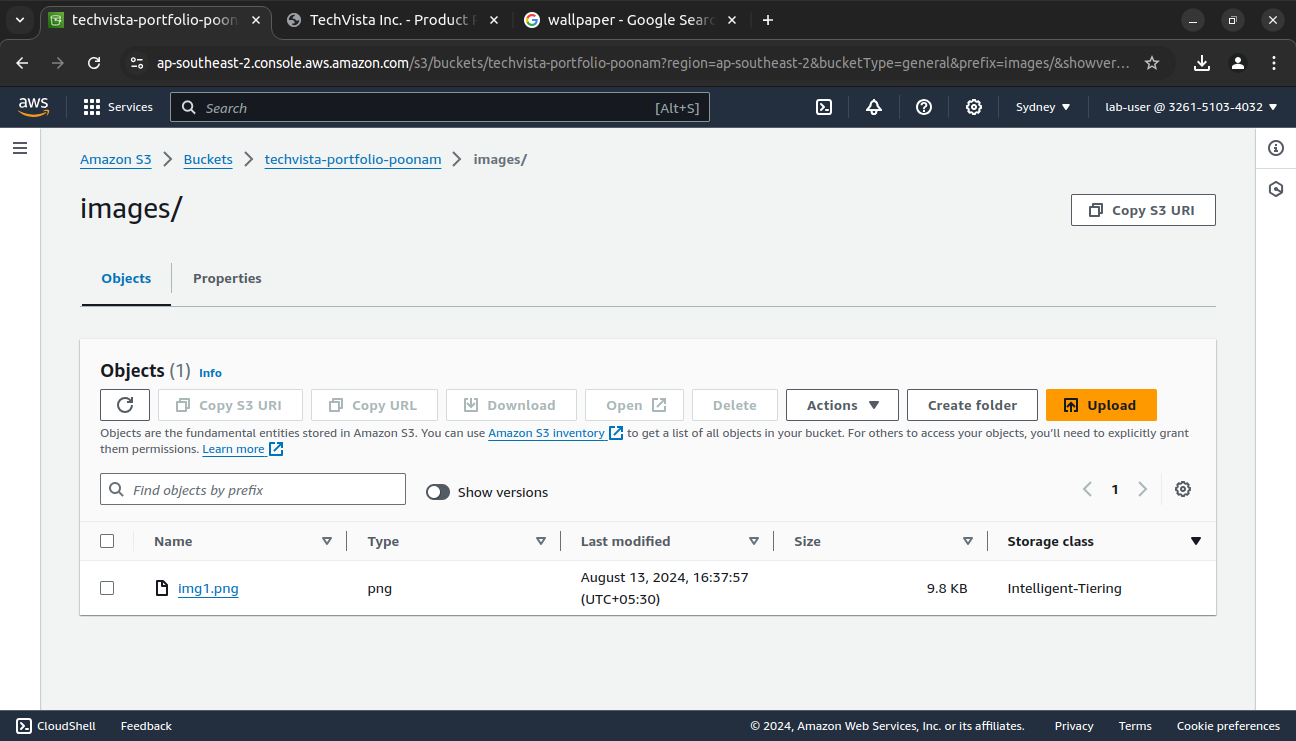 techvista-portfolio-poon
TechVista Inc. - Product P
wallpaper - Google Searc
ap-southeast-2.console.aws.amazon.com/s3/buckets/techvista-portfolio-poonam?region=ap-southeast-2&bucketType=general&prefix=images/&showver...
aws
Services
Search
[Alt+S]
Sydney
lab-user @ 3261-5103-4032
Amazon S3
Buckets
techvista-portfolio-poonam
images/
images/
Copy S3 URI
Objects
Properties
Objects (1) Info
Copy S3 URI
Copy URL
Download
Open
Delete
Actions
Create folder
Upload
Objects are the fundamental entities stored in Amazon S3. You can use Amazon S3 inventory to get a list of all objects in your bucket. For others to access your objects, you'll need to explicitly grant
them permissions. Learn more
Find objects by prefix
Show versions
1
Name
Type
Last modified
Size
Storage class
img1.png
png
August 13, 2024, 16:37:57
(UTC+05:30)
9.8 KB
Intelligent-Tiering
CloudShell
Feedback
© 2024, Amazon Web Services, Inc. or its affiliates.
Privacy
Terms
Cookie preferences